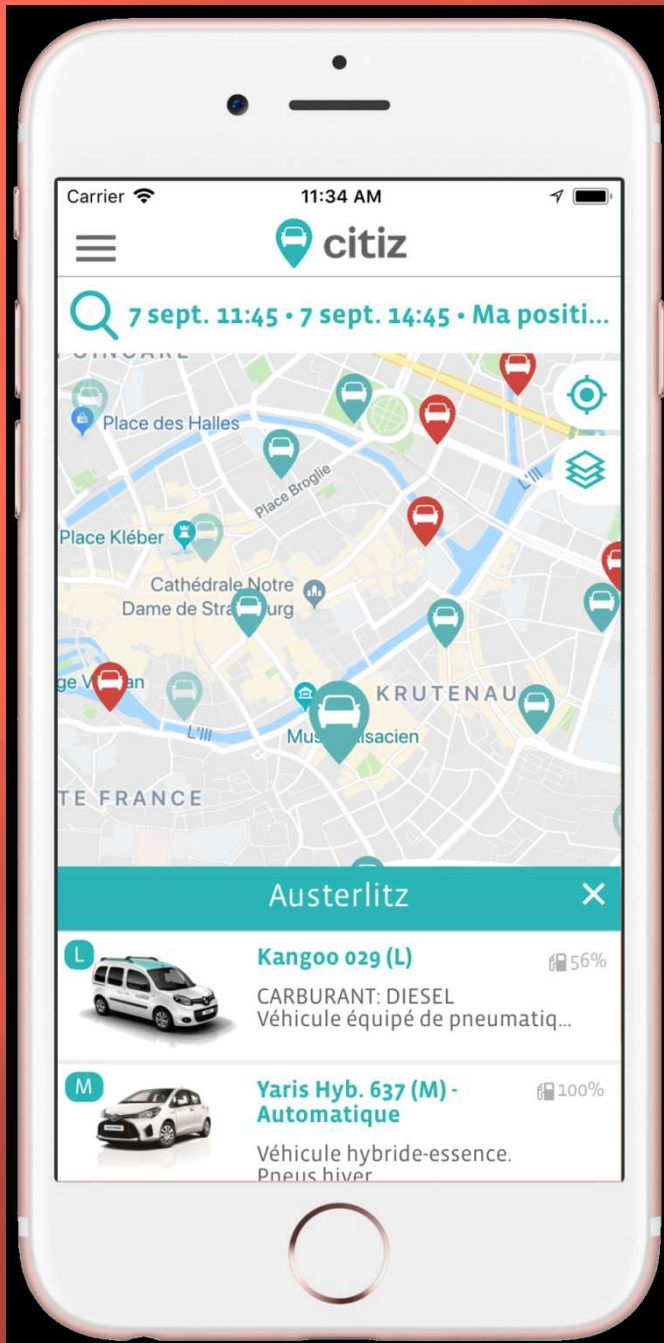 Carrier
11:34 AM
citiz
7 sept. 11:45 • 7 sept. 14:45 • Ma positi...
Place des Halles
Place Broglie
L'Ill
Place Kléber
Cathédrale Notre
Dame de
KRUTENAU
L'Ill
TE FRANCE
Austerlitz
L
Kangoo 029 (L)
56%
CARBURANT: DIESEL
Véhicule équipé de pneumatiq...
M
Yaris Hyb. 637 (M) -
Automatique
100%
Véhicule hybride-essence.
Pneus hiver